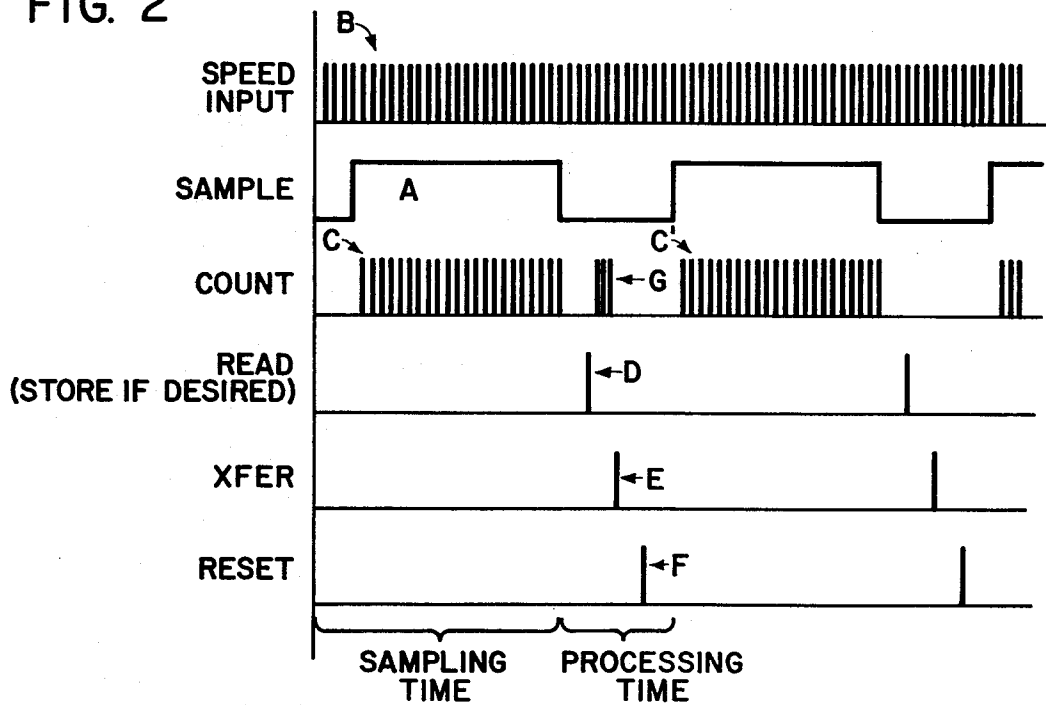 FIG. 2
B
SPEED
INPUT
SAMPLE
A
C
C'
COUNT
G
READ
(STORE IF DESIRED)
D
XFER
E
RESET
F
SAMPLING
TIME
PROCESSING
TIME